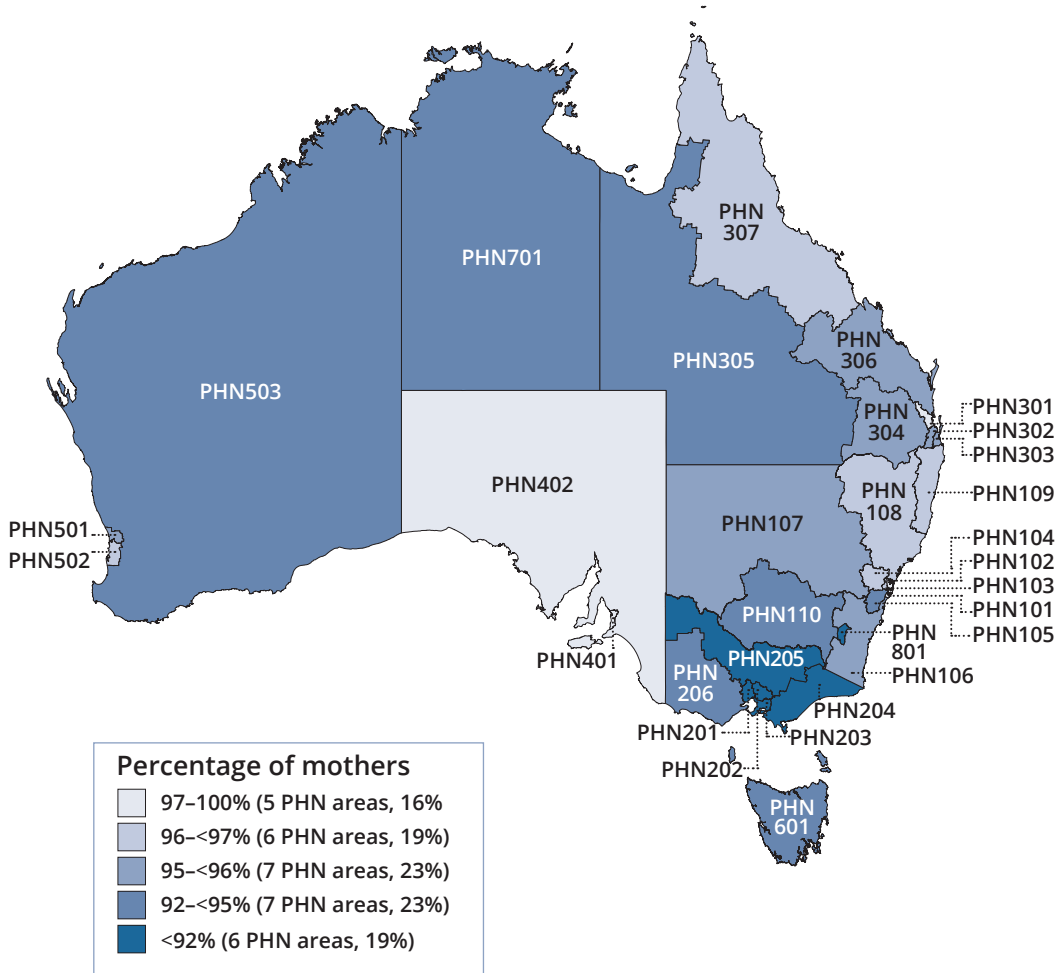 PHN
307
PHN701
PHN
306
PHN305
PHN503
PHN301
PHN
304
PHN302
PHN303
PHN402
PHN
108
PHN109
PHN107
PHN501
PHN104
PHN502
PHN102
PHN103
PHN101
PHN110
PHN105
PHN
801
PHN205
PHN401
PHN106
PHN
206
PHN204
PHN201
PHN203
PHN202
PHN
601
Percentage of mothers
97–100% (5 PHN areas, 16%
96–<97% (6 PHN areas, 19%)
95–<96% (7 PHN areas, 23%)
92–<95% (7 PHN areas, 23%)
<92% (6 PHN areas, 19%)